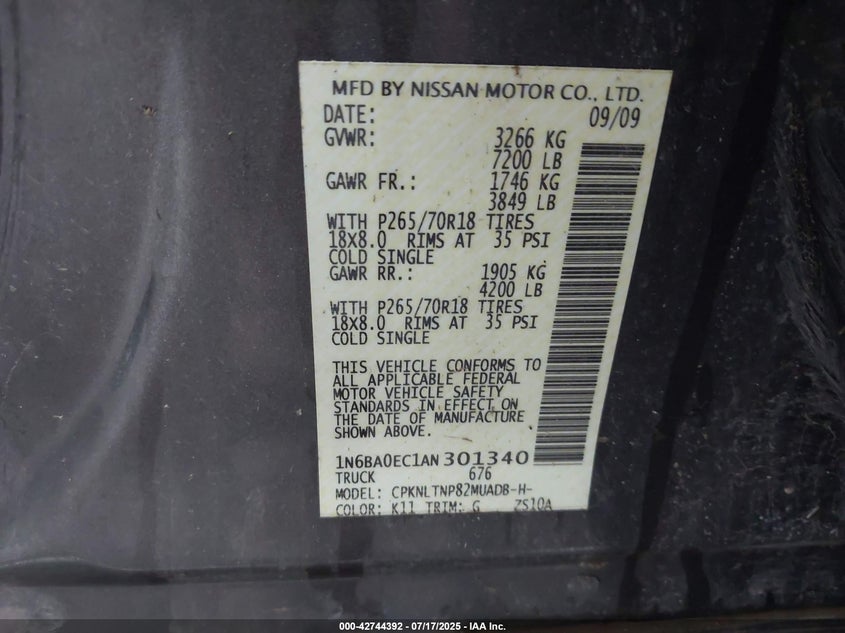 MFD BY NISSAN MOTOR CO., LTD.
DATE: 09/09
GVWR: 3266 KG
7200 LB
GAWR FR.: 1746 KG
3849 LB
WITH P265/70R18 TIRES
18X8.0 RIMS AT 35 PSI
COLD SINGLE
GAWR RR.: 1905 KG
4200 LB
WITH P265/70R18 TIRES
18X8.0 RIMS AT 35 PSI
COLD SINGLE
THIS VEHICLE CONFORMS TO
ALL APPLICABLE FEDERAL
MOTOR VEHICLE SAFETY
STANDARDS IN EFFECT ON
THE DATE OF MANUFACTURE
SHOWN ABOVE.
1N6BA0EC1AN301340
TRUCK 676
MODEL: CPKNLTNP82MUADB-H-
COLOR: K11 TRIM: G ZS10A
000-42744392 - 07/17/2025 - IAA Inc.